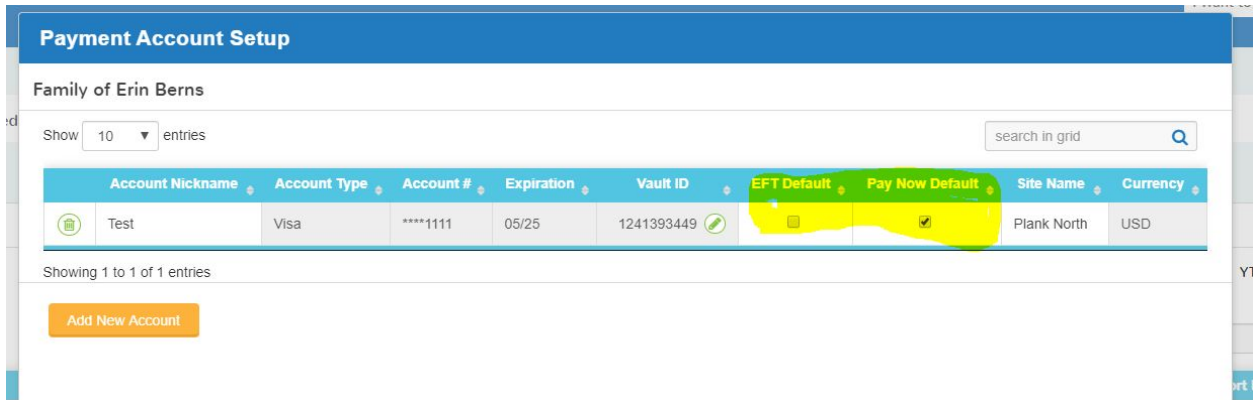 Payment Account Setup
Family of Erin Berns
Show 10 entries
search in grid
Account Nickname Account Type Account # Expiration Vault ID EFT Default Pay Now Default Site Name Currency
Test Visa ****1111 05/25 1241393449 Plank North USD
Showing 1 to 1 of 1 entries
Add New Account